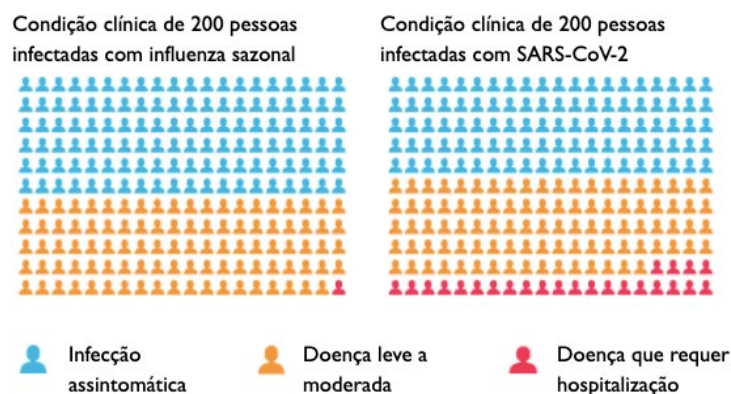 Condição clínica de 200 pessoas
infectadas com influenza sazonal
Condição clínica de 200 pessoas
infectadas com SARS-CoV-2
Infecção
assintomática
Doença leve a
moderada
Doença que requer
hospitalização